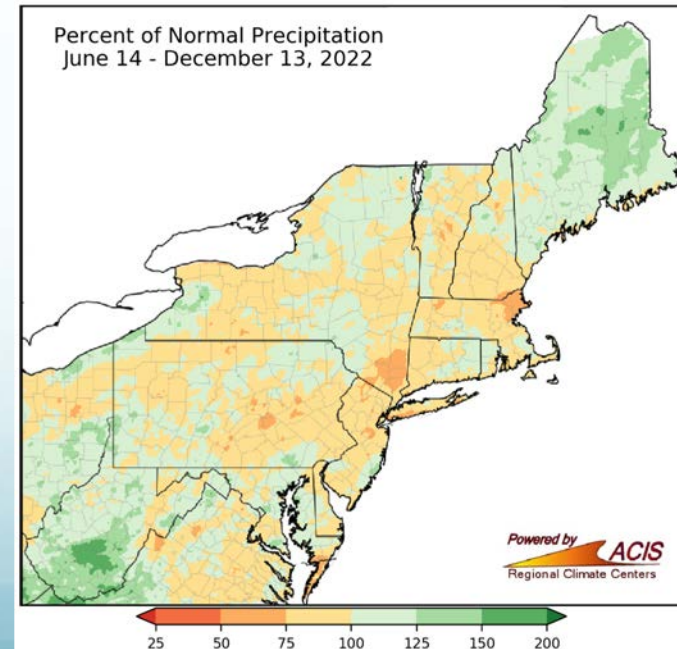 Percent of Normal Precipitation
June 14 - December 13, 2022
Powered by
ACIS
Regional Climate Centers
25 50 75 100 125 150 200